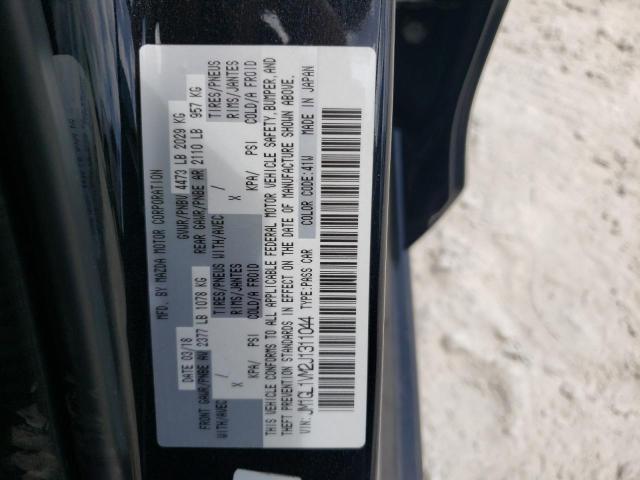 MFD. BY MAZDA MOTOR CORPORATION
DATE 03/18 GVWR/PNBV 4473 LB 2029 KG
FRONT GAWR/PNBE AV 2377 LB 1078 KG REAR GAWR/PNBE AR 2110 LB 957 KG
WITH/AVEC TIRES/PNEUS WITH/AVEC TIRES/PNEUS
X RIMS/JANTES / X RIMS/JANTES
KPA/ PSI COLD/A FROID KPA/ PSI COLD/A FROID
THIS VEHICLE CONFORMS TO ALL APPLICABLE FEDERAL MOTOR VEHICLE SAFETY, BUMPER, AND
THEFT PREVENTION STANDARDS IN EFFECT ON THE DATE OF MANUFACTURE SHOWN ABOVE.
VIN: JM1GL1VM2J1311044 TYPE: PASS CAR COLOR CODE: 41W MADE IN JAPAN